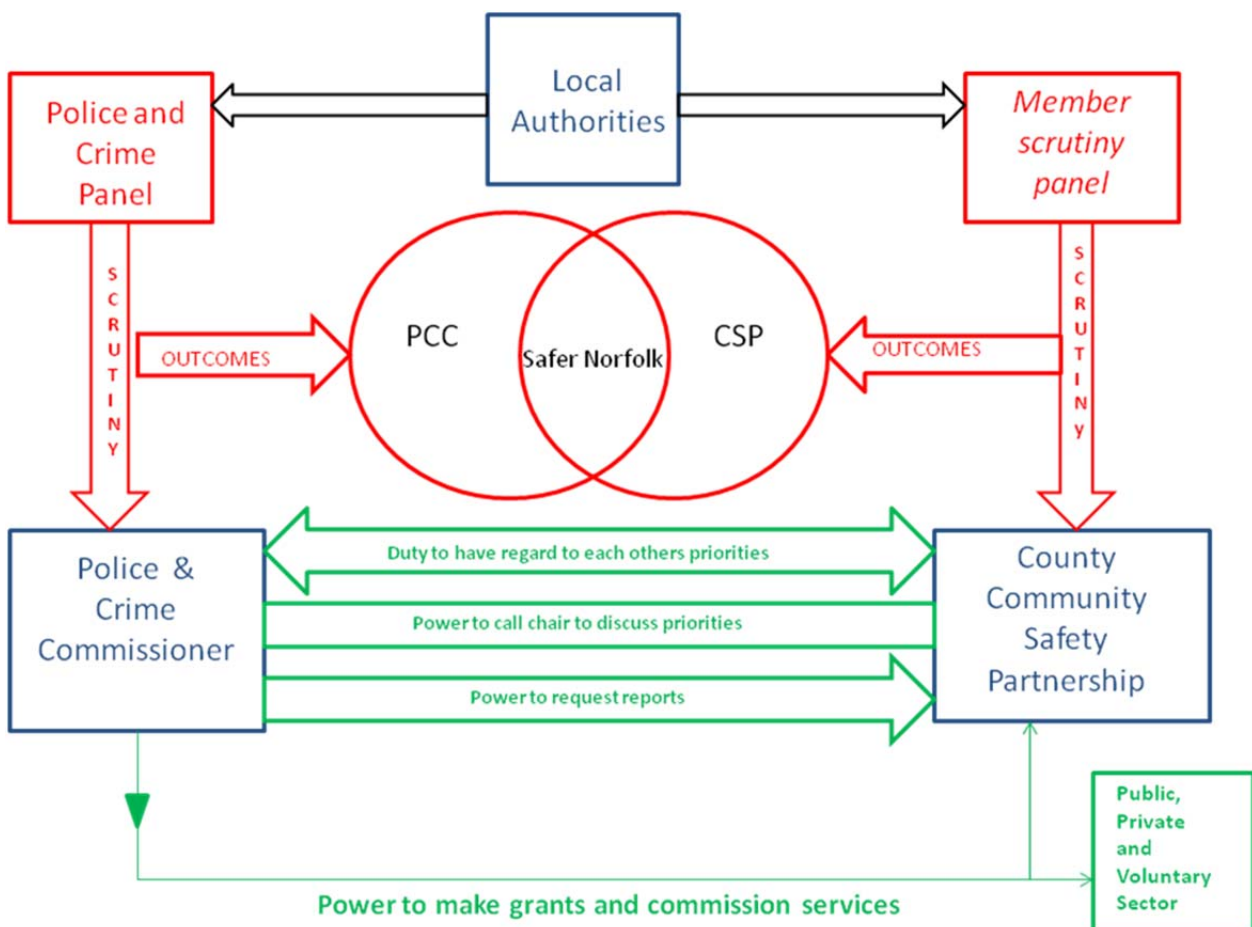 Local
Authorities
Police and
Crime
Panel
Member
scrutiny
panel
SCRUTINY
SCRUTINy
PCC
CSP
Safer Norfolk
OUTCOMES
OUTCOMES
Police &
Crime
Commissioner
County
Community
Safety
Partnership
Duty to have regard to each others priorities
Power to call chair to discuss priorities
Power to request reports
Public,
Private
and
Voluntary
Sector
Power to make grants and commission services